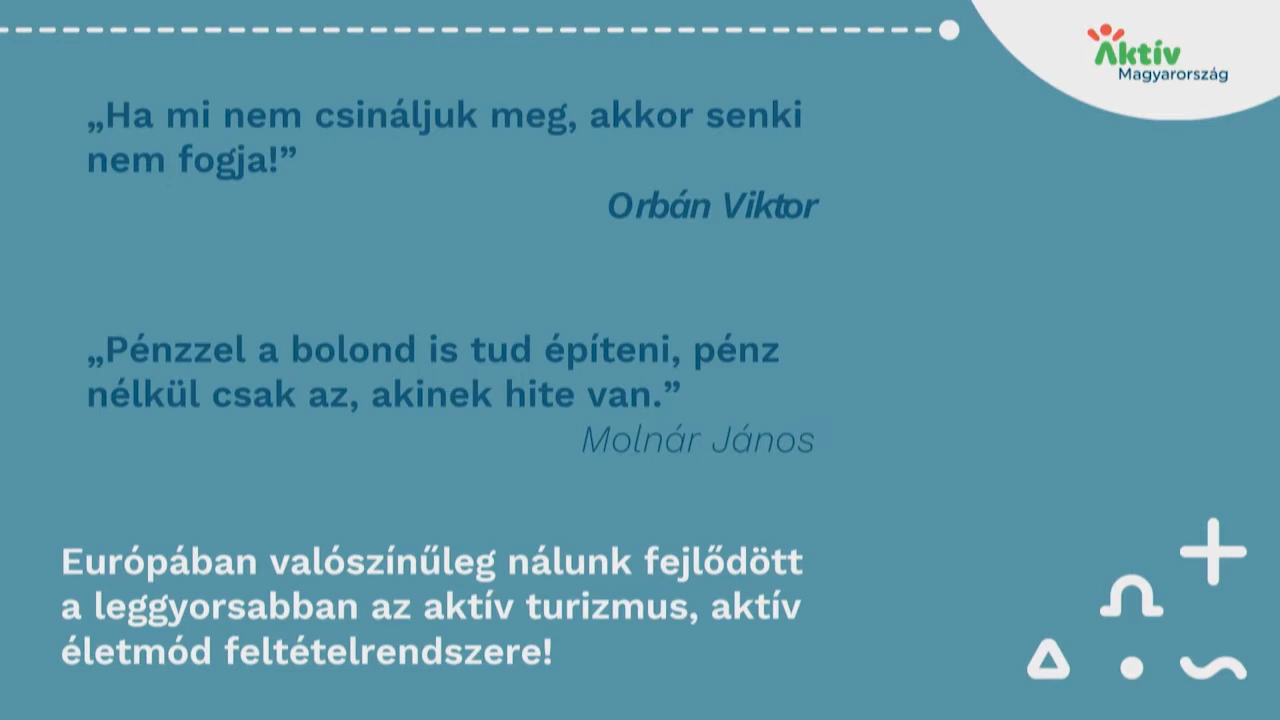 Aktív
Magyarország
„Ha mi nem csináljuk meg, akkor senki
nem fogja!”
Orbán Viktor
„Pénzzel a bolond is tud építeni, pénz
nélkül csak az, akinek hite van.”
Molnár János
Európában valószínűleg nálunk fejlődött
a leggyorsabban az aktív turizmus, aktív
életmód feltételrendszere!